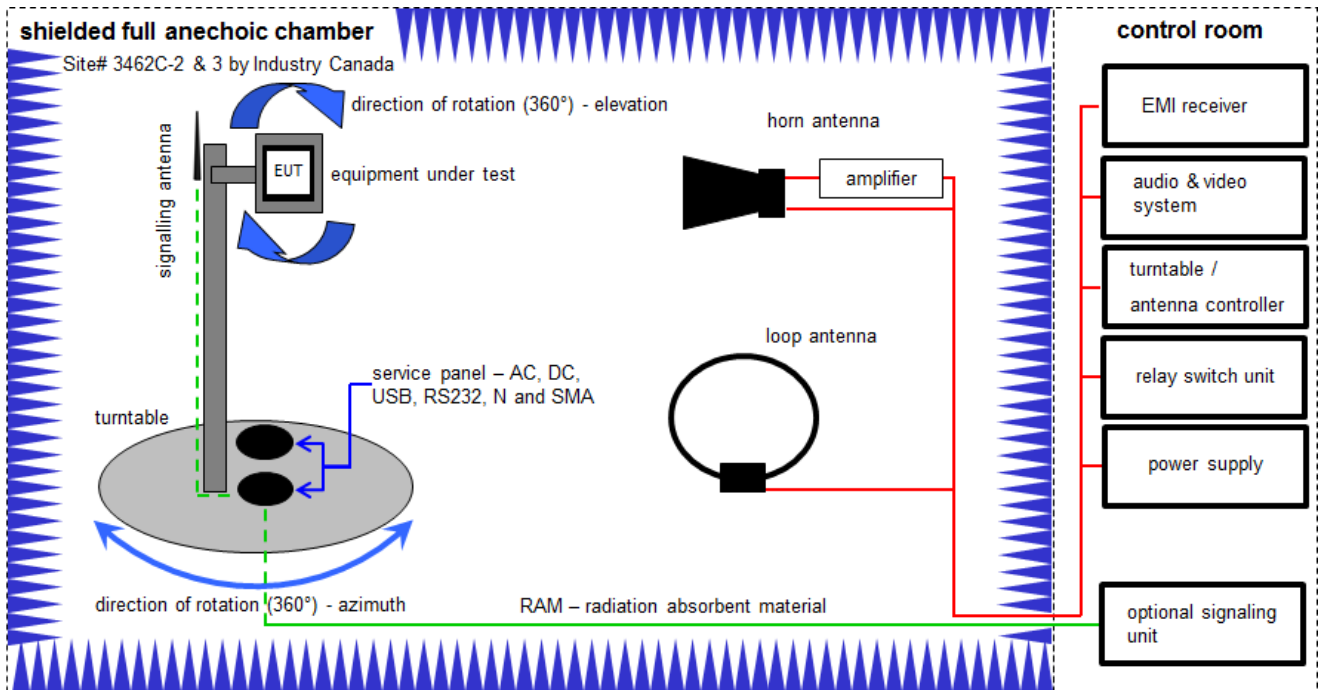 shielded full anechoic chamber
Site# 3462C-2 & 3 by Industry Canada
direction of rotation (360°) - elevation
signalling antenna
EUT
equipment under test
horn antenna
amplifier
loop antenna
service panel – AC, DC,
USB, RS232, N and SMA
turntable
direction of rotation (360°) - azimuth
RAM – radiation absorbent material
control room
EMI receiver
audio & video
system
turntable /
antenna controller
relay switch unit
power supply
optional signaling
unit